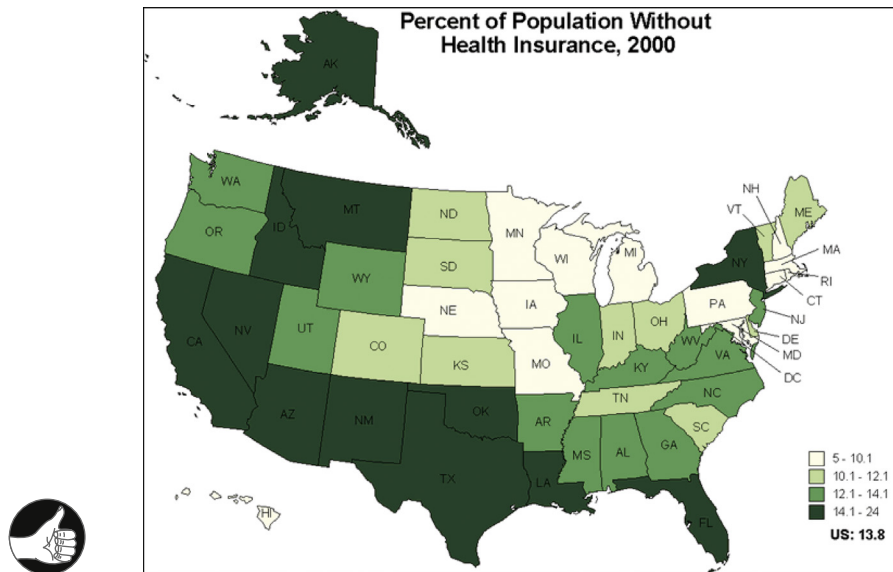 Percent of Population Without
Health Insurance, 2000
AK
WA
OR
ID
MT
ND
MN
SD
WY
WI
MI
NH
VT
ME
NY
MA
RI
CT
NJ
PA
DE
MD
DC
NE
IA
NV
UT
CO
KS
MO
IL
IN
OH
WV
VA
KY
CA
AZ
NM
OK
AR
TN
NC
SC
MS
AL
GA
TX
LA
FL
HI
5 - 10.1
10.1 - 12.1
12.1 - 14.1
14.1 - 24
US: 13.8